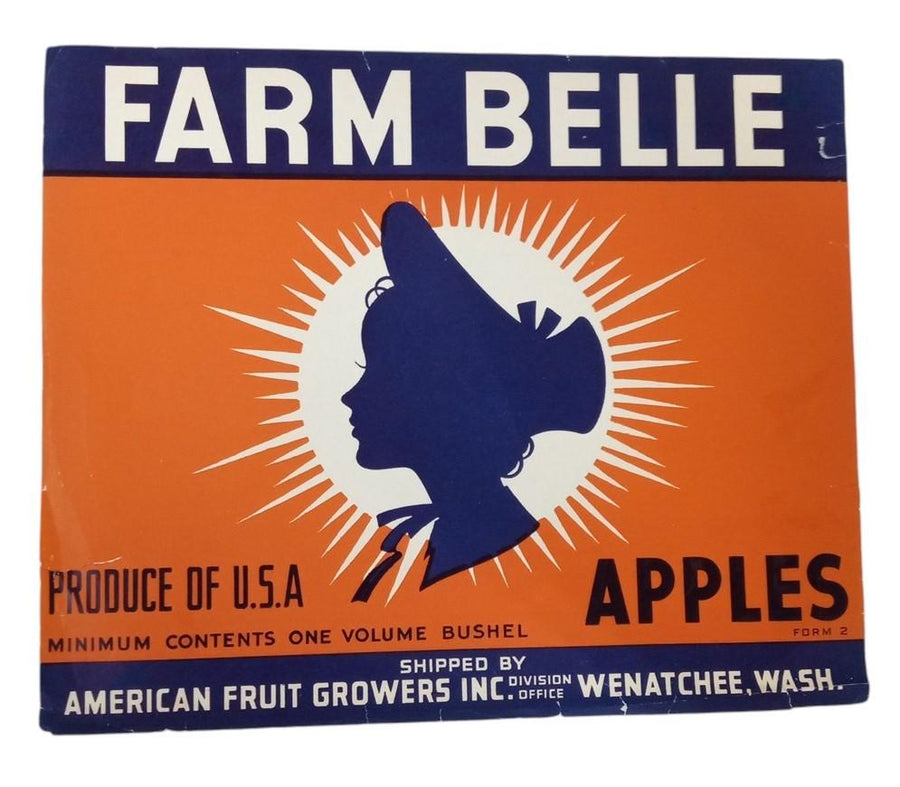 FARM BELLE
PRODUCE OF U.S.A
APPLES
FORM 2
MINIMUM CONTENTS ONE VOLUME BUSHEL
SHIPPED BY
AMERICAN FRUIT GROWERS INC. DIVISION OFFICE WENATCHEE, WASH.